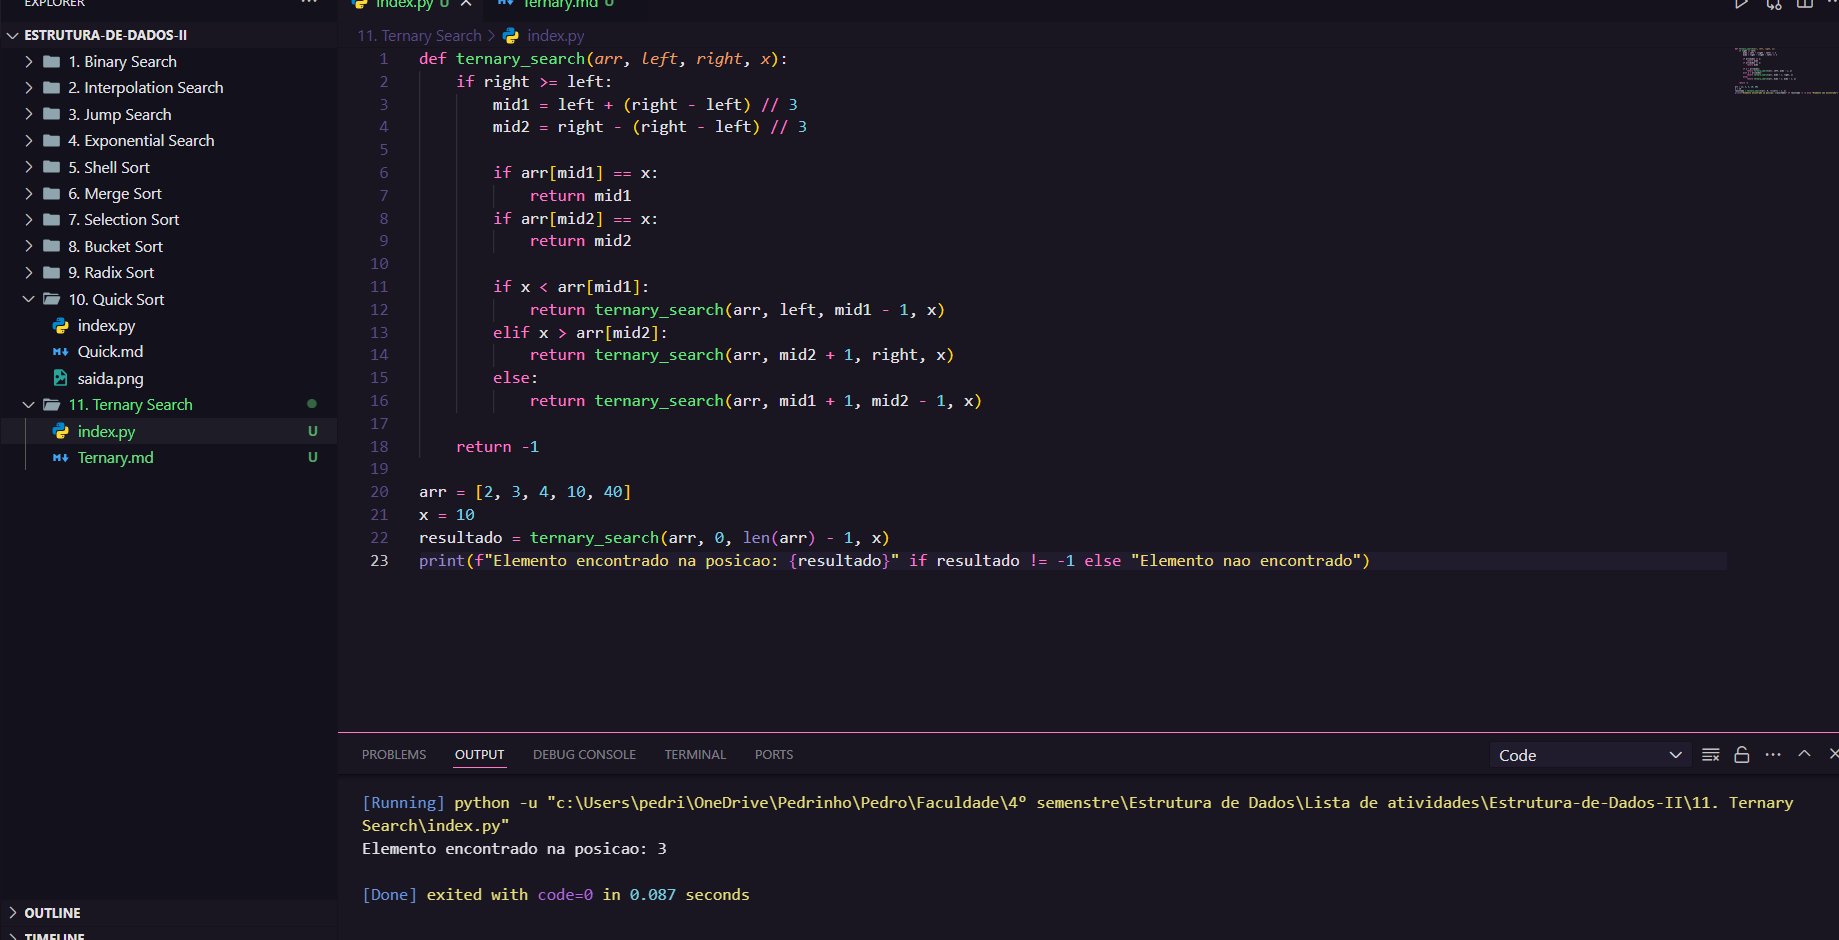 EXPLORER
ESTRUTURA-DE-DADOS-II
1. Binary Search
2. Interpolation Search
3. Jump Search
4. Exponential Search
5. Shell Sort
6. Merge Sort
7. Selection Sort
8. Bucket Sort
9. Radix Sort
10. Quick Sort
index.py
Quick.md
saida.png
11. Ternary Search
index.py U
Ternary.md U
OUTLINE
TIMELINE
index.py U
Ternary.md U
11. Ternary Search > index.py
1 def ternary_search(arr, left, right, x):
2 if right >= left:
3 mid1 = left + (right - left) // 3
4 mid2 = right - (right - left) // 3
5
6 if arr[mid1] == x:
7 return mid1
8 if arr[mid2] == x:
9 return mid2
10
11 if x < arr[mid1]:
12 return ternary_search(arr, left, mid1 - 1, x)
13 elif x > arr[mid2]:
14 return ternary_search(arr, mid2 + 1, right, x)
15 else:
16 return ternary_search(arr, mid1 + 1, mid2 - 1, x)
17
18 return -1
19
20 arr = [2, 3, 4, 10, 40]
21 x = 10
22 resultado = ternary_search(arr, 0, len(arr) - 1, x)
23 print(f"Elemento encontrado na posicao: {resultado}" if resultado != -1 else "Elemento nao encontrado")
PROBLEMS OUTPUT DEBUG CONSOLE TERMINAL PORTS
Code
[Running] python -u "c:\Users\pedri\OneDrive\Pedrinho\Pedro\Faculdade\4º semenstre\Estrutura de Dados\Lista de atividades\Estrutura-de-Dados-II\11. Ternary
Search\index.py"
Elemento encontrado na posicao: 3
[Done] exited with code=0 in 0.087 seconds